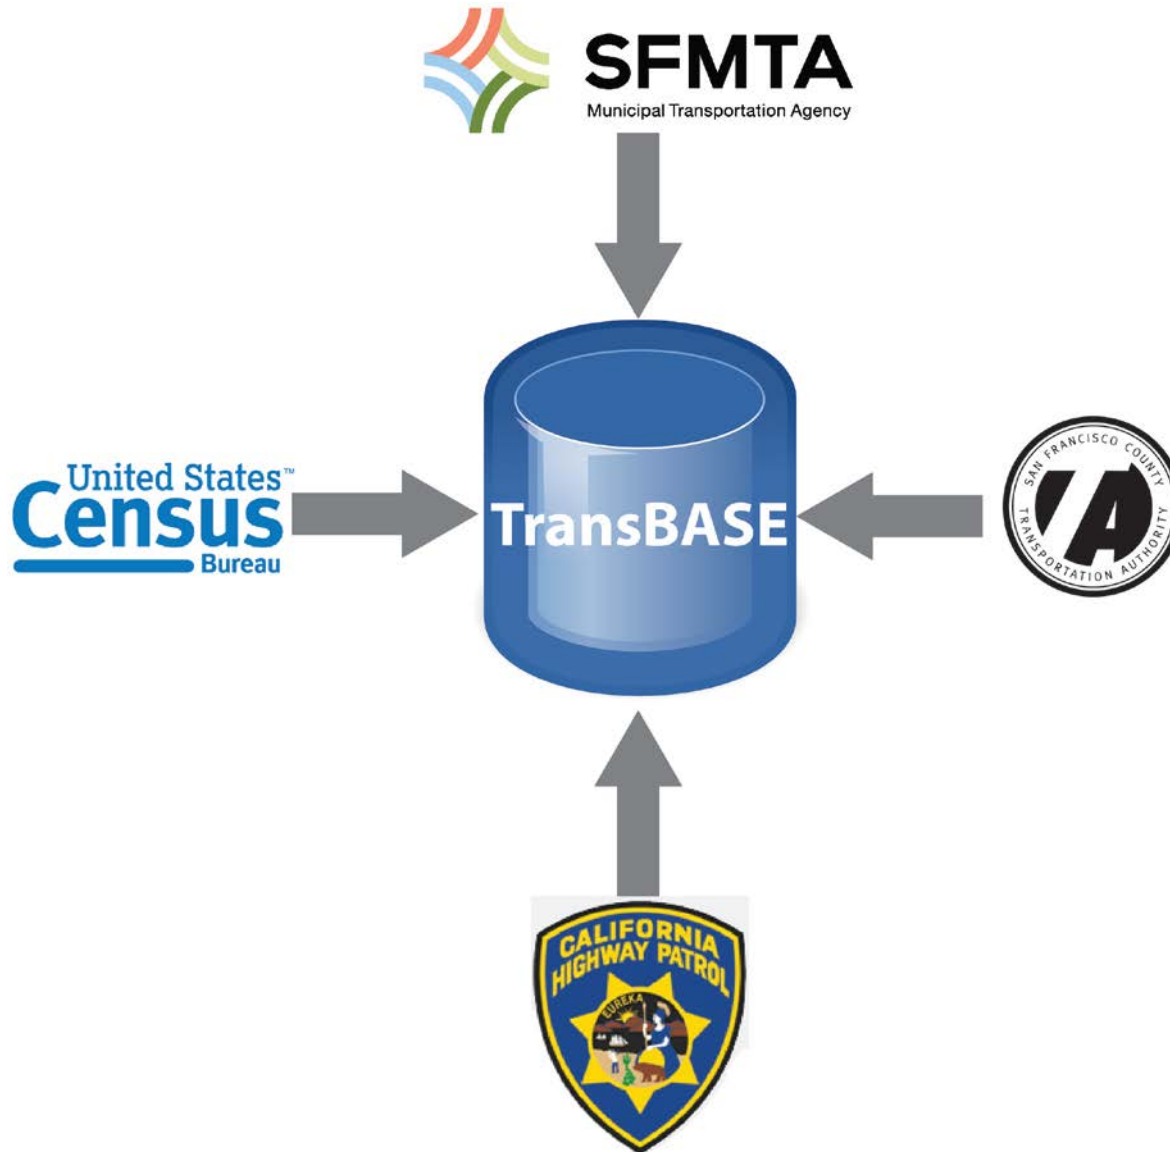 SFMTA
Municipal Transportation Agency
United States™
Census
Bureau
TransBASE
SAN FRANCISCO COUNTY
TA
TRANSPORTATION AUTHORITY
CALIFORNIA
HIGHWAY PATROL
EUREKA